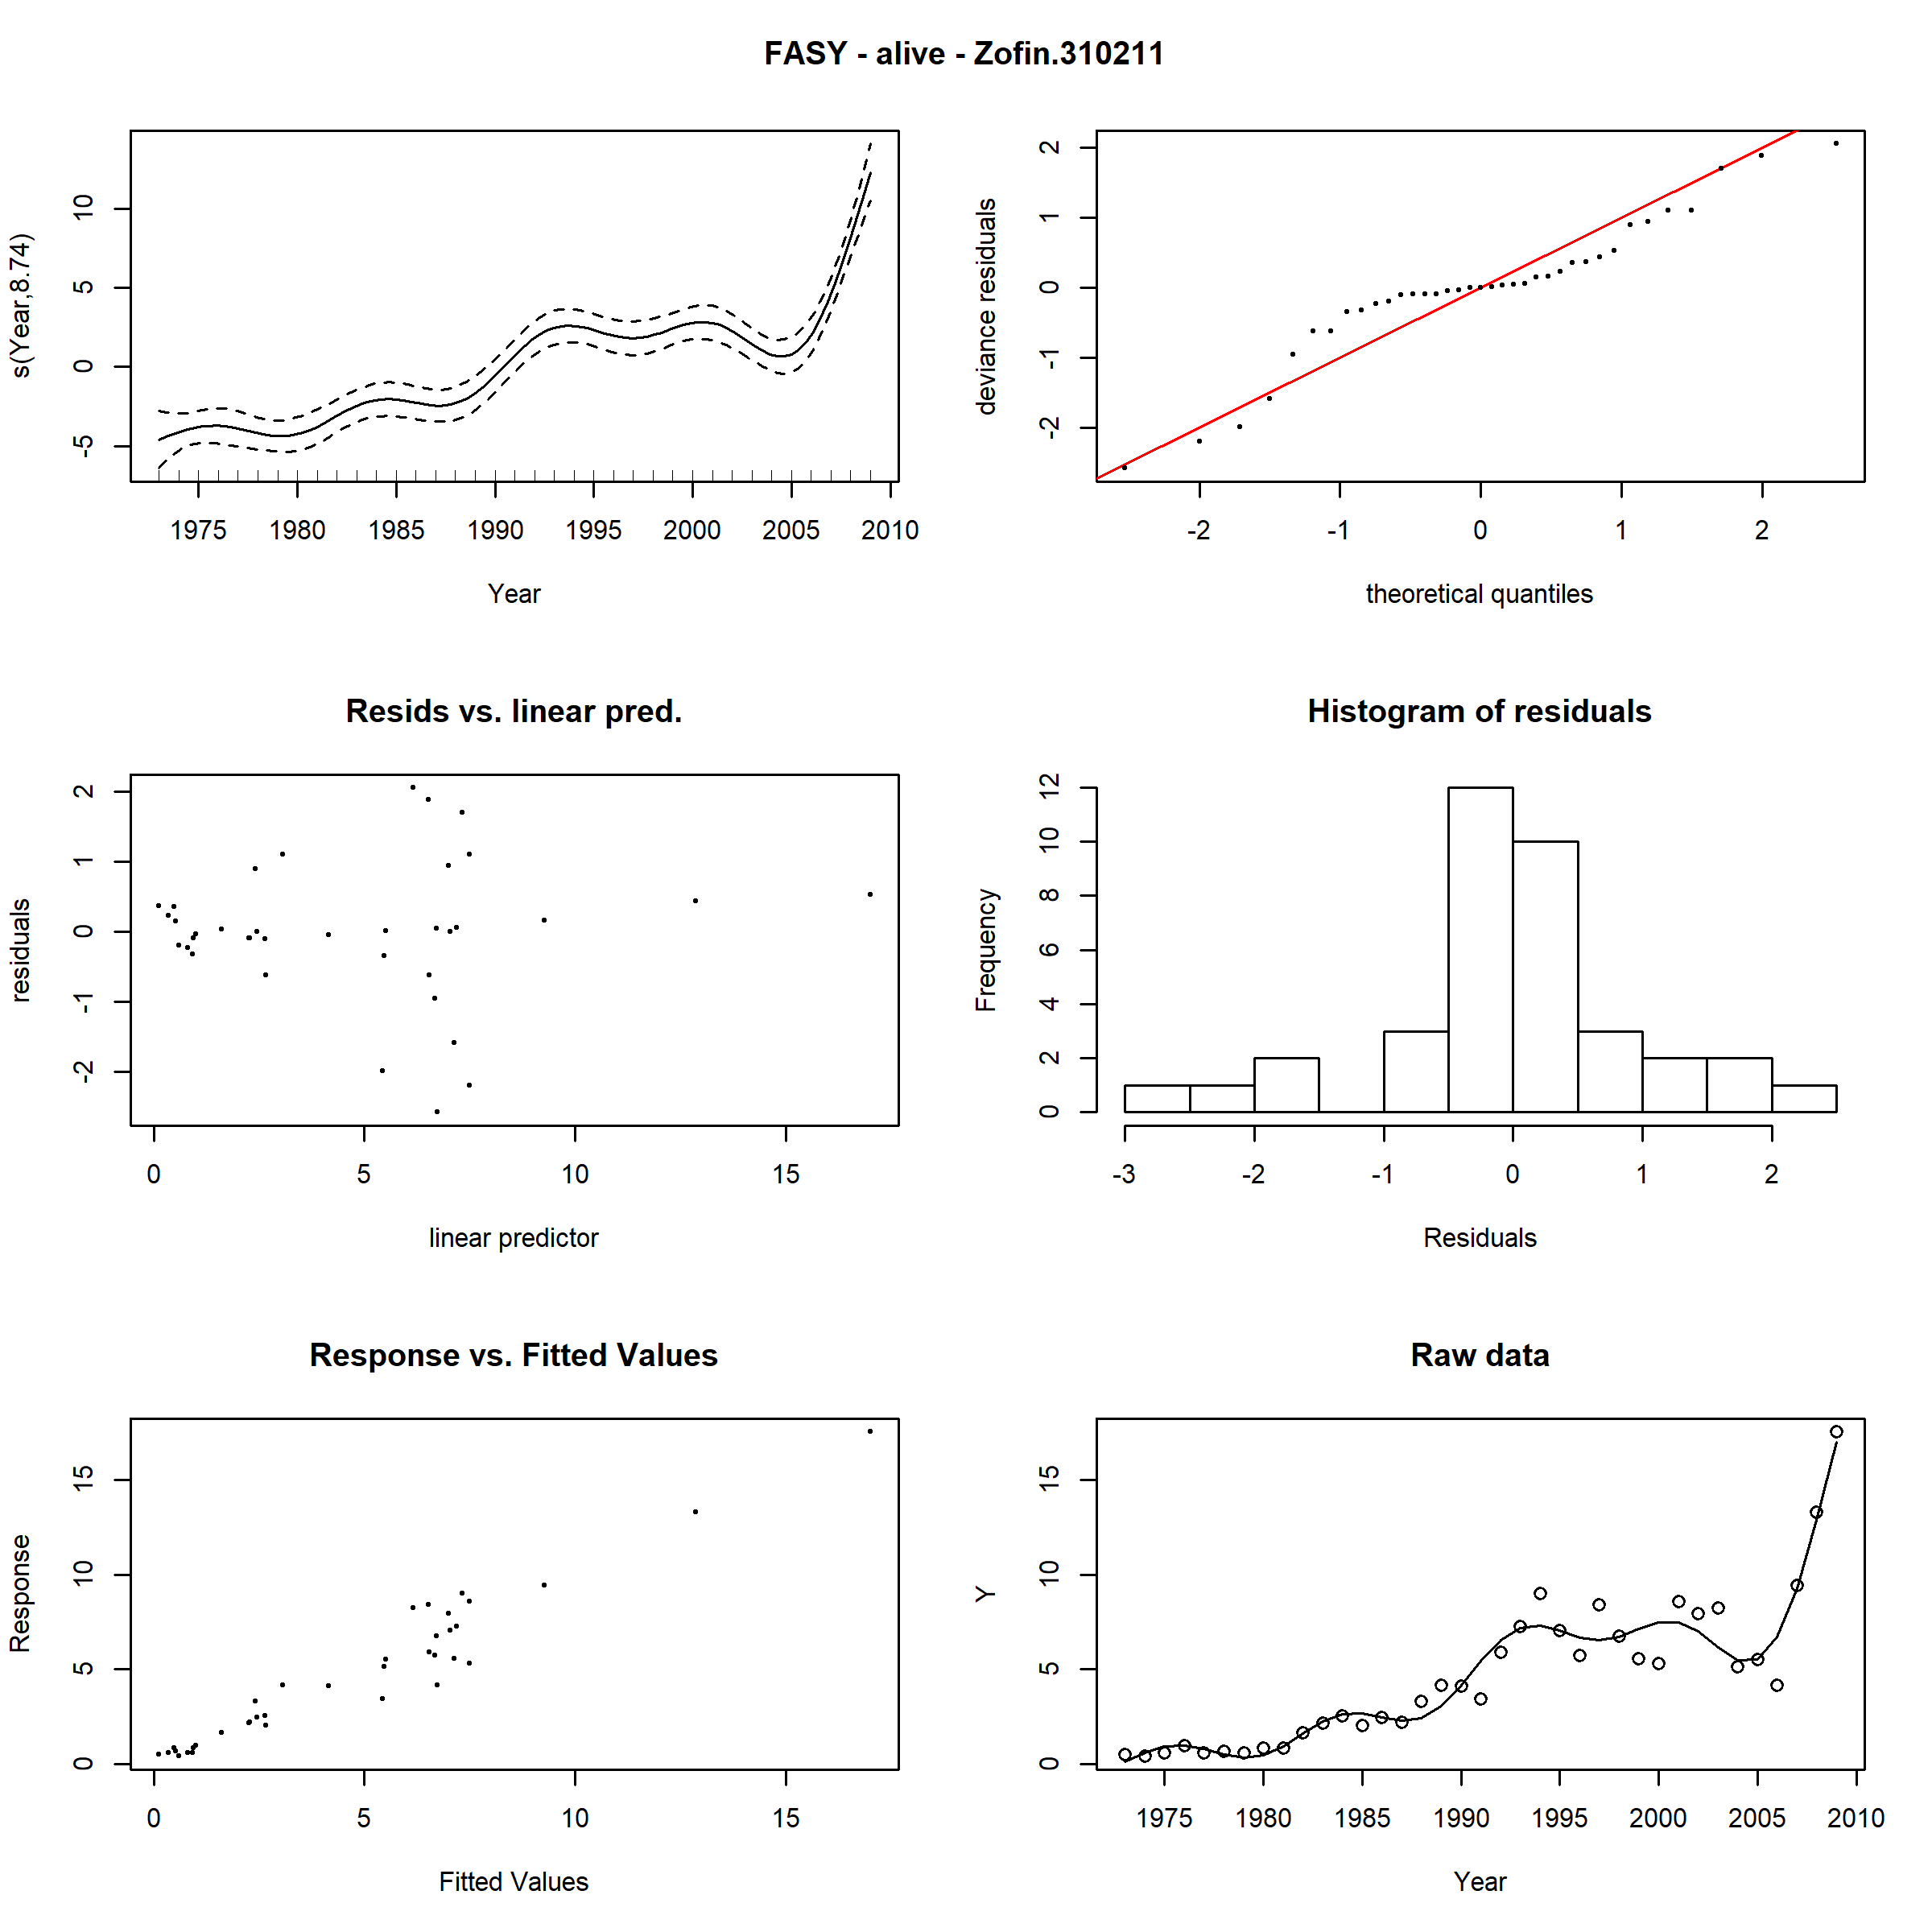 FASY - alive - Zofin.310211
s(Year,8.74)
10
5
0
-5
1975 1980 1985 1990 1995 2000 2005 2010
Year
deviance residuals
2
1
0
-1
-2
-2 -1 0 1 2
theoretical quantiles
Resids vs. linear pred.
residuals
2
1
0
-1
-2
0 5 10 15
linear predictor
Histogram of residuals
Frequency
12
10
8
6
4
2
0
-3 -2 -1 0 1 2
Residuals
Response vs. Fitted Values
Response
15
10
5
0
0 5 10 15
Fitted Values
Raw data
Y
15
10
5
0
1975 1980 1985 1990 1995 2000 2005 2010
Year